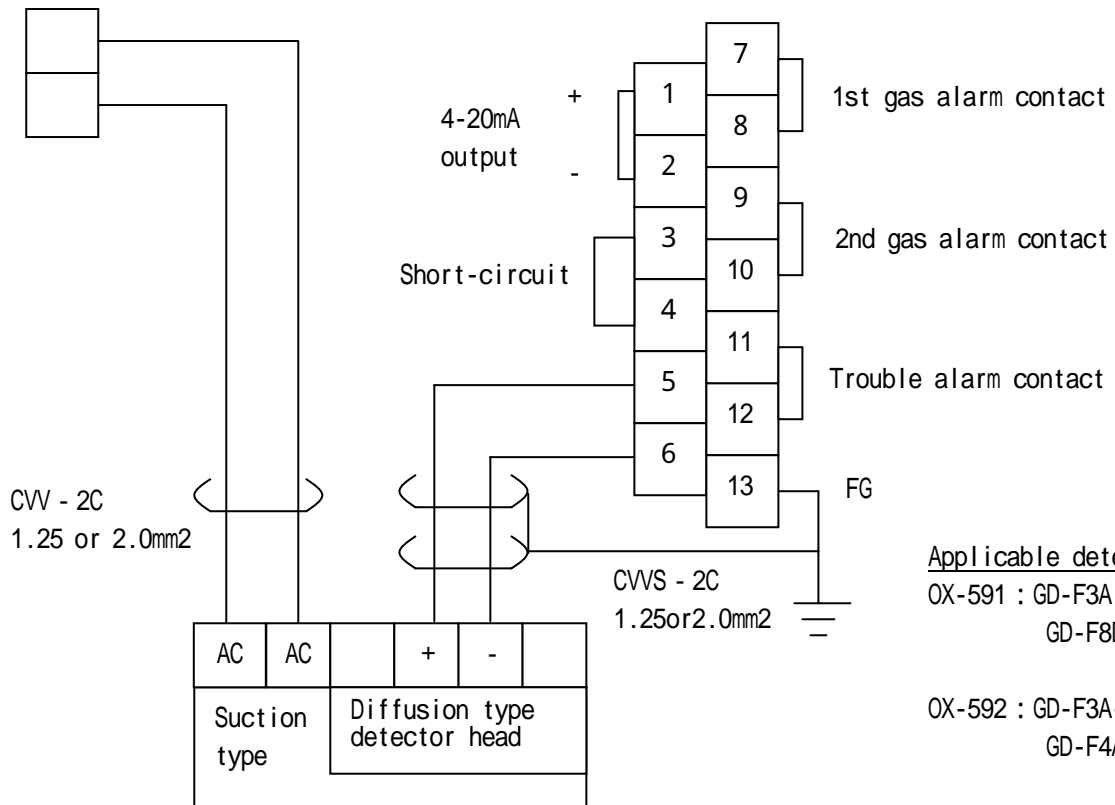 7
1
8
2
9
3
10
4
11
5
12
6
13
+
4-20mA
output
-
Short-circuit
1st gas alarm contact
2nd gas alarm contact
Trouble alarm contact
FG
CVV - 2C
1.25 or 2.0mm2
CVVS - 2C
1.25or2.0mm2
Applicable
OX-591 : GD-F3A
OX-592 : GD-F3A
AC AC + -
Suction
type
Diffusion type
detector head